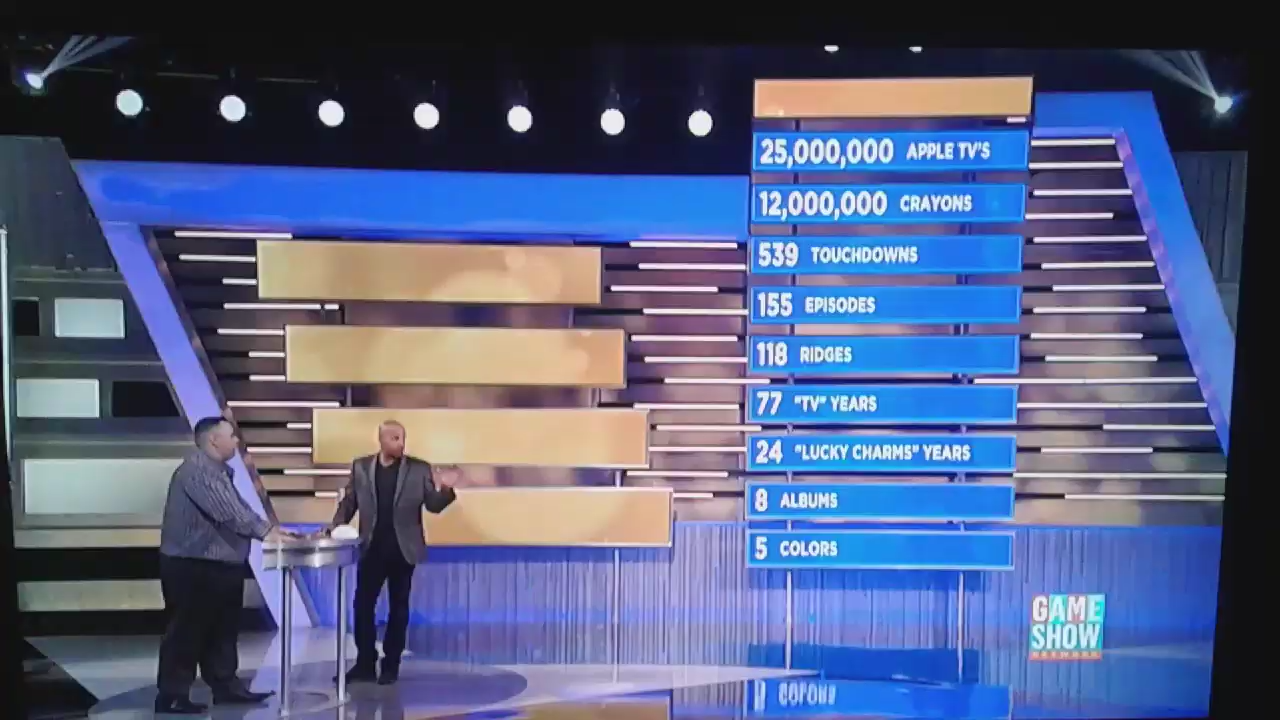 25,000,000 APPLE TV'S
12,000,000 CRAYONS
539 TOUCHDOWNS
155 EPISODES
118 RIDGES
77 "TV" YEARS
24 "LUCKY CHARMS" YEARS
8 ALBUMS
5 COLORS
GAME
SHOW
NETWORK